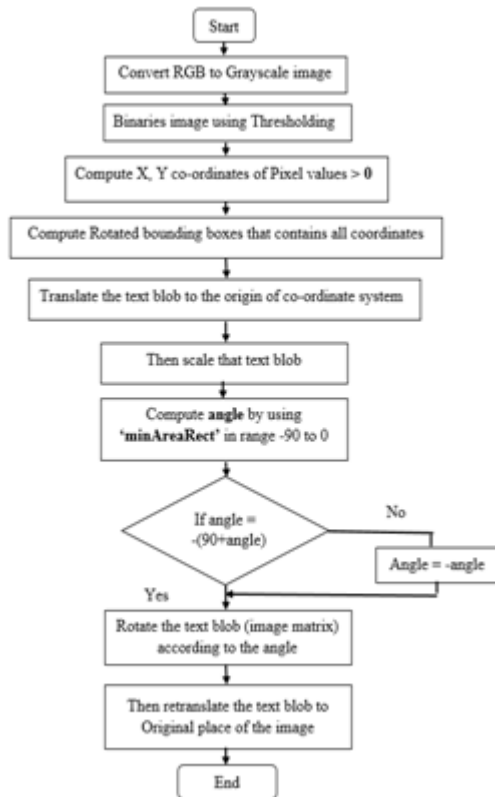 Start
Convert RGB to Grayscale image
Binaries image using Thresholding
Compute X, Y co-ordinates of Pixel values > 0
Compute Rotated bounding boxes that contains all coordinates
Translate the text blob to the origin of co-ordinate system
Then scale that text blob
Compute angle by using
‘minAreaRect’ in range -90 to 0
If angle =
-(90+angle)
No
Angle = -angle
Yes
Rotate the text blob (image matrix)
according to the angle
Then retranslate the text blob to
Original place of the image
End